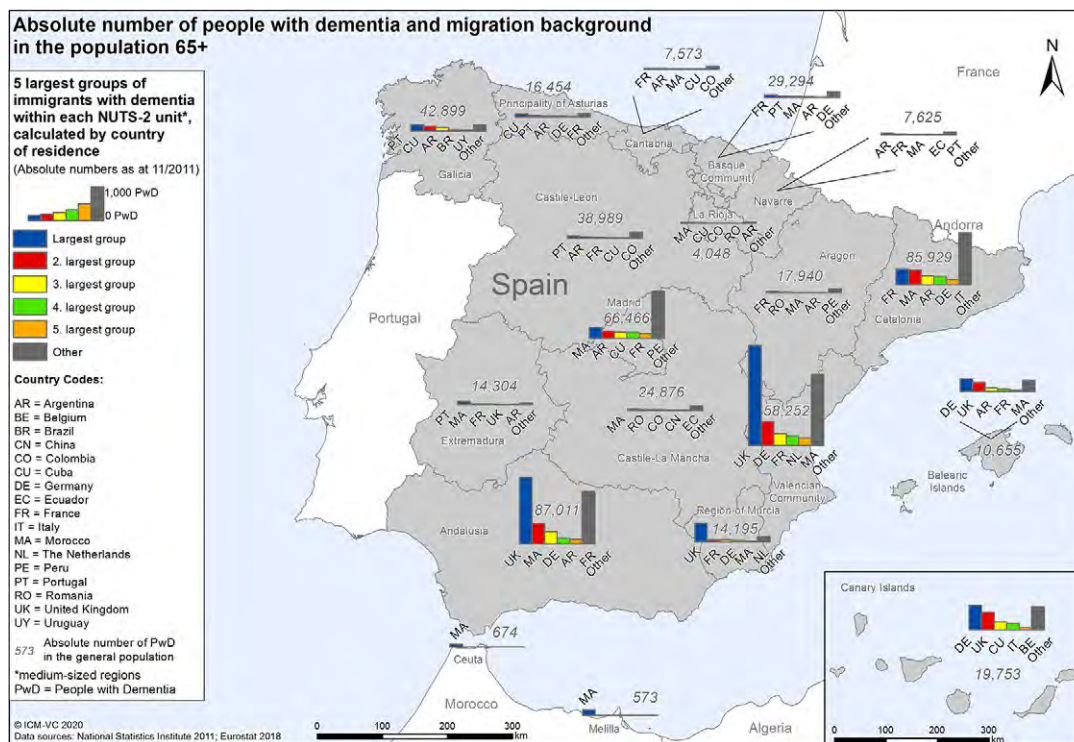 Absolute number of people with dementia and migration background
in the population 65+
5 largest groups of
immigrants with dementia
within each NUTS-2 unit*,
calculated by country
of residence
(Absolute numbers as at 11/2011)
1,000 PwD
0 PwD
Largest group
2. largest group
3. largest group
4. largest group
5. largest group
Other
Country Codes:
AR = Argentina
BE = Belgium
BR = Brazil
CN = China
CO = Colombia
CU = Cuba
DE = Germany
EC = Ecuador
FR = France
IT = Italy
MA = Morocco
NL = The Netherlands
PE = Peru
PT = Portugal
RO = Romania
UK = United Kingdom
UY = Uruguay
573 Absolute number of PwD
in the general population
*medium-sized regions
PwD = People with Dementia
© ICM-VC 2020
Data sources: National Statistics Institute 2011; Eurostat 2018
N
France
Andorra
Portugal
Spain
Morocco
Algeria
7,573
FR AR MA CU CO Other
Cantabria
16,454
Principality of Asturias
CU PT AR DE FR Other
42,899
PT CU AR BR UY Other
Galicia
29,294
FR PT MA AR DE Other
Basque
Community
7,625
AR FR MA EC PT Other
Navarre
Castile-Leon
38,989
PT AR FR CU CO Other
La Rioja
MA CU CO RO AR Other
4,048
Aragon
17,940
FR RO MA AR PE Other
85,929
FR MA AR DE IT Other
Catalonia
Madrid
66,466
MA AR CU FR PE Other
14,304
PT MA FR UK AR Other
Extremadura
24,876
MA RO CO CN EC Other
Castile-La Mancha
58,252
UK DE FR NL MA Other
Valencian
Community
DE UK AR FR MA Other
10,655
Balearic
Islands
Andalusia
87,011
UK MA DE AR FR Other
Region of Murcia
14,195
UK FR DE MA NL Other
MA 674
Ceuta
MA 573
Melilla
Canary Islands
DE UK CU IT BE Other
19,753
0 100 200 300
km
0 100 200 300
km